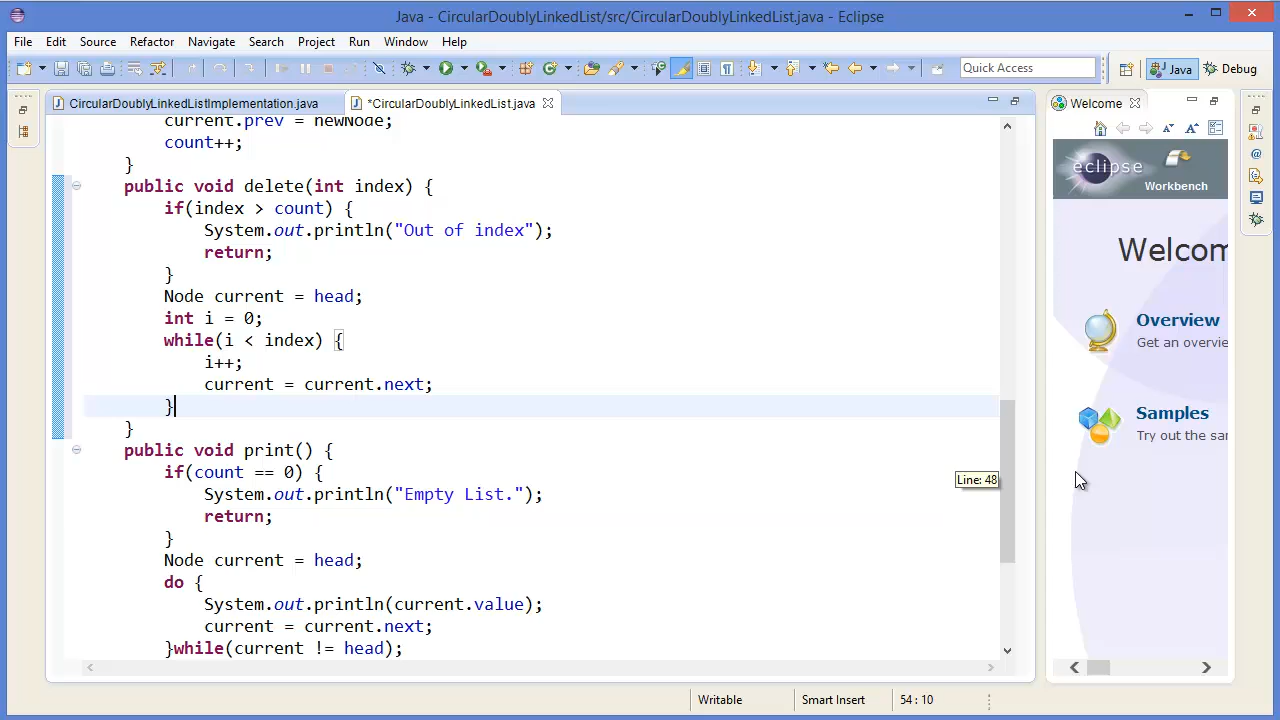 Java - CircularDoublyLinkedList/src/CircularDoublyLinkedList.java - Eclipse
File Edit Source Refactor Navigate Search Project Run Window Help
Quick Access
Java
Debug
CircularDoublyLinkedListImplementation.java
*CircularDoublyLinkedList.java
Welcome
current.prev = newNode;
count++;
}
public void delete(int index) {
if(index > count) {
System.out.println("Out of index");
return;
}
Node current = head;
int i = 0;
while(i < index) {
i++;
current = current.next;
}
}
public void print() {
if(count == 0) {
System.out.println("Empty List.");
return;
}
Node current = head;
do {
System.out.println(current.value);
current = current.next;
}while(current != head);
Line: 48
eclipse
Workbench
Welcom
Overview
Get an overvie
Samples
Try out the sar
Writable
Smart Insert
54 : 10